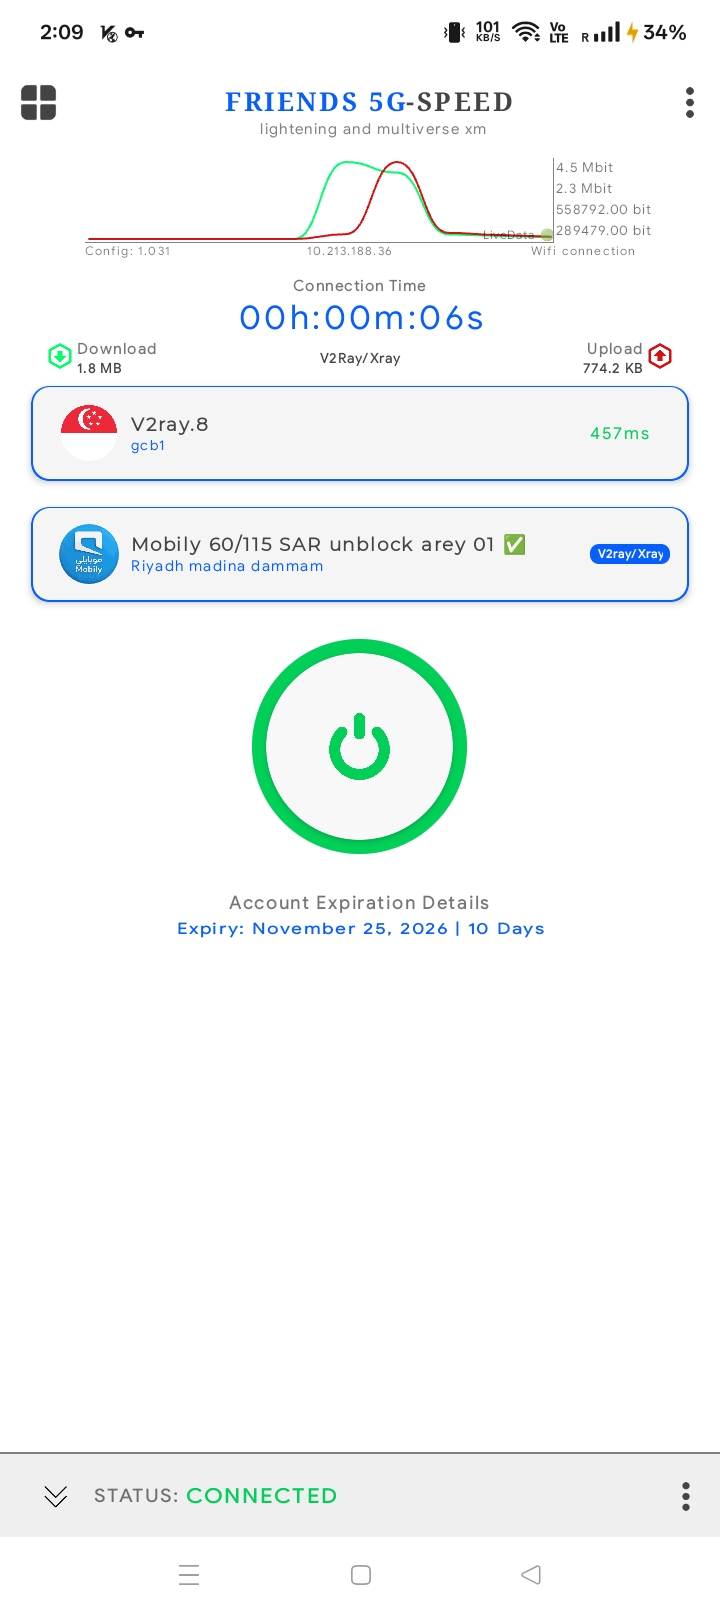 2:09
101 KB/S
Vo LTE
R
34%
FRIENDS 5G-SPEED
lightening and multiverse xm
4.5 Mbit
2.3 Mbit
558792.00 bit
289479.00 bit
LiveData
Config: 1.031
10.213.188.36
Wifi connection
Connection Time
00h:00m:06s
Download
1.8 MB
V2Ray/Xray
Upload
774.2 KB
V2ray.8
gcb1
457ms
موبايلي
Mobily
Mobily 60/115 SAR unblock arey 01 ✅
Riyadh madina dammam
V2ray/Xray
Account Expiration Details
Expiry: November 25, 2026 | 10 Days
STATUS: CONNECTED